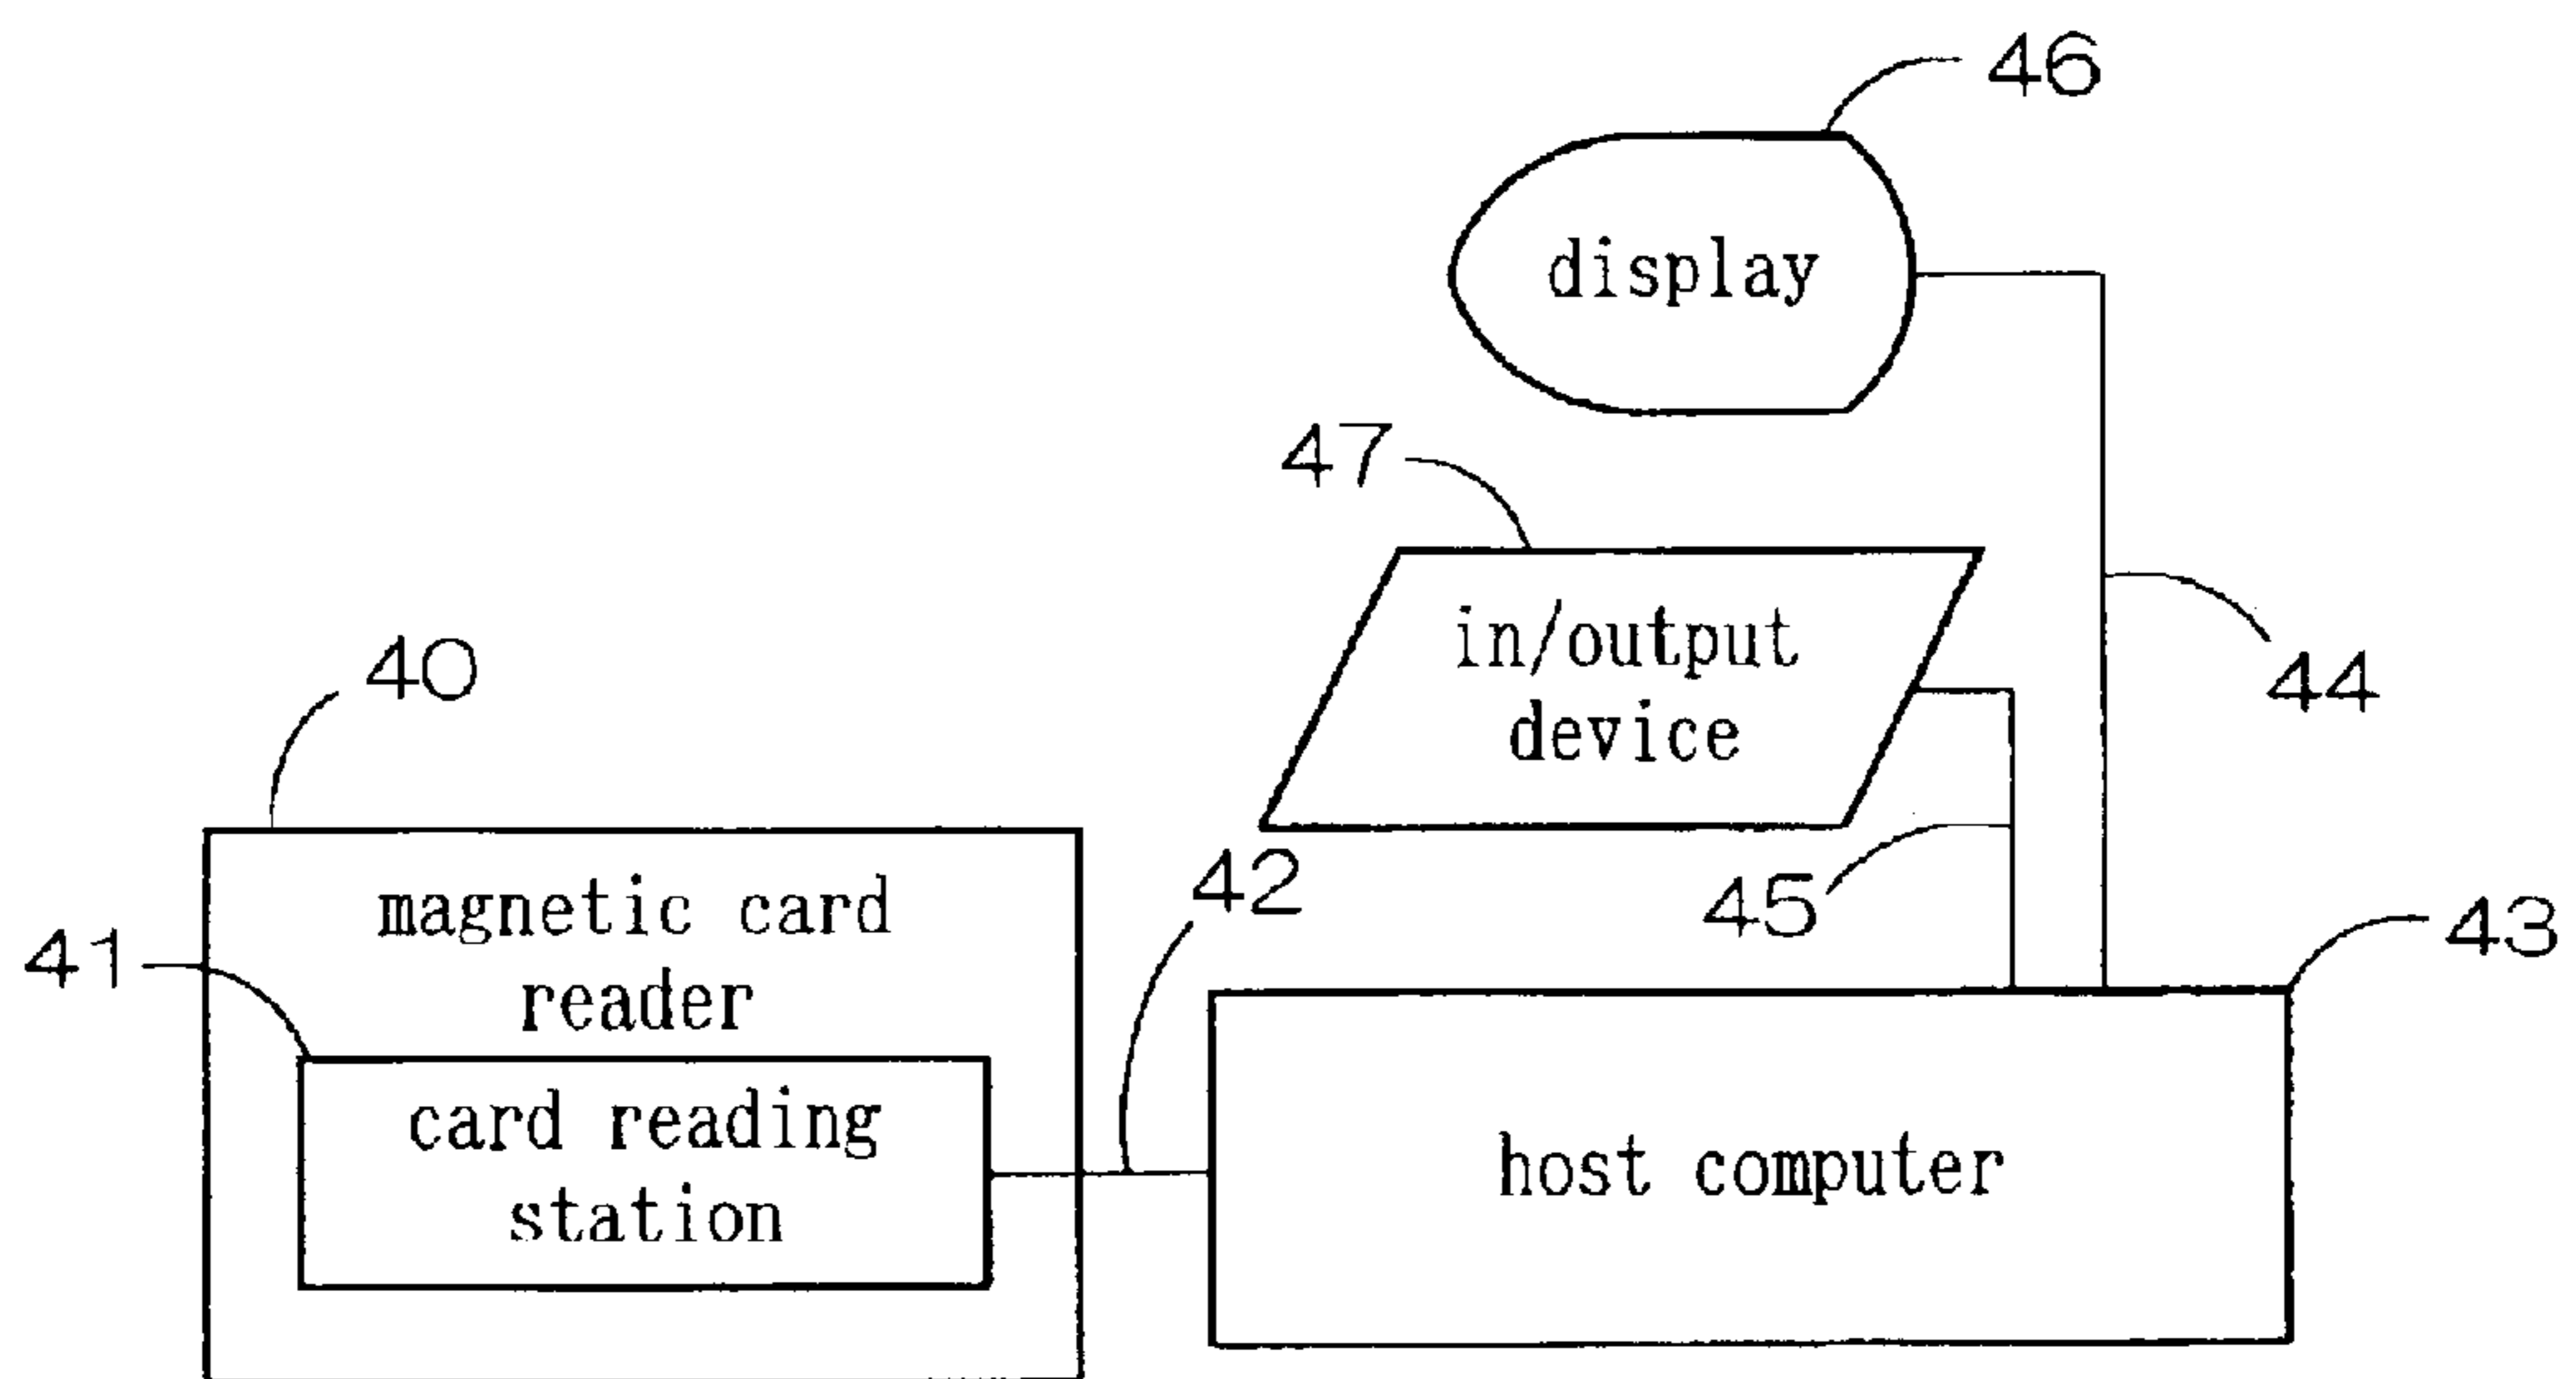 46
display
47
in/output
device
44
40
magnetic card
reader
41
card reading
station
42
45
43
host computer